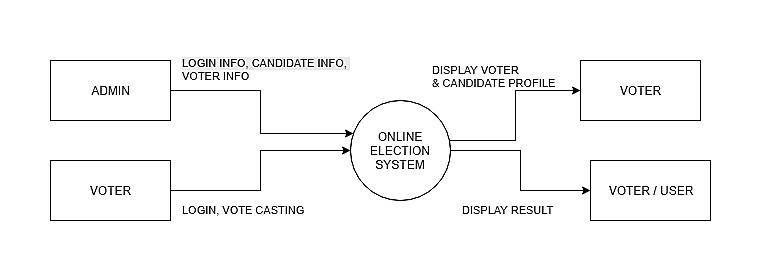 LOGIN INFO, CANDIDATE INFO,
VOTER INFO
ADMIN
DISPLAY VOTER
& CANDIDATE PROFILE
VOTER
ONLINE
ELECTION
SYSTEM
VOTER
LOGIN, VOTE CASTING
DISPLAY RESULT
VOTER / USER